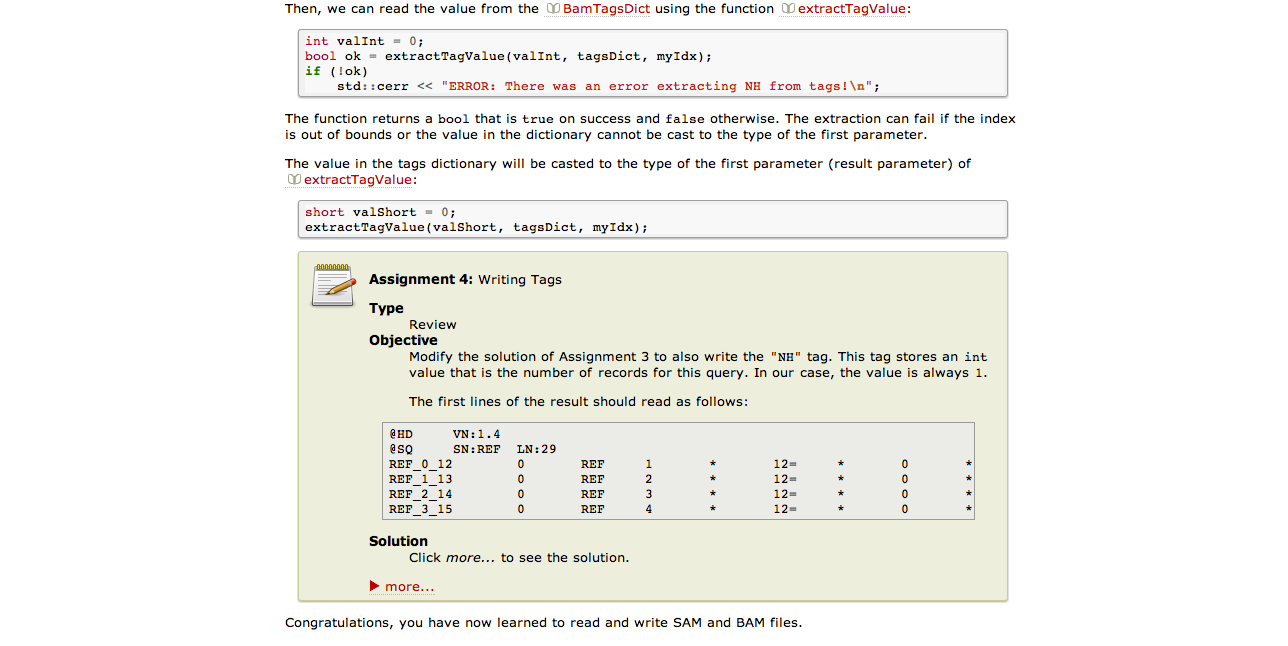 Then, we can read the value from the BamTagsDict using the function extractTagValue:
int valInt = 0;
bool ok = extractTagValue(valInt, tagsDict, myIdx);
if (!ok)
    std::cerr << "ERROR: There was an error extracting NH from tags!\n";
The function returns a bool that is true on success and false otherwise. The extraction can fail if the index
is out of bounds or the value in the dictionary cannot be cast to the type of the first parameter.
The value in the tags dictionary will be casted to the type of the first parameter (result parameter) of
extractTagValue:
short valShort = 0;
extractTagValue(valShort, tagsDict, myIdx);
Assignment 4: Writing Tags
Type
Review
Objective
Modify the solution of Assignment 3 to also write the "NH" tag. This tag stores an int
value that is the number of records for this query. In our case, the value is always 1.
The first lines of the result should read as follows:
@HD     VN:1.4
@SQ     SN:REF  LN:29
REF_0_12        0       REF     1       *       12=     *       0       *
REF_1_13        0       REF     2       *       12=     *       0       *
REF_2_14        0       REF     3       *       12=     *       0       *
REF_3_15        0       REF     4       *       12=     *       0       *
Solution
Click more... to see the solution.
more...
Congratulations, you have now learned to read and write SAM and BAM files.